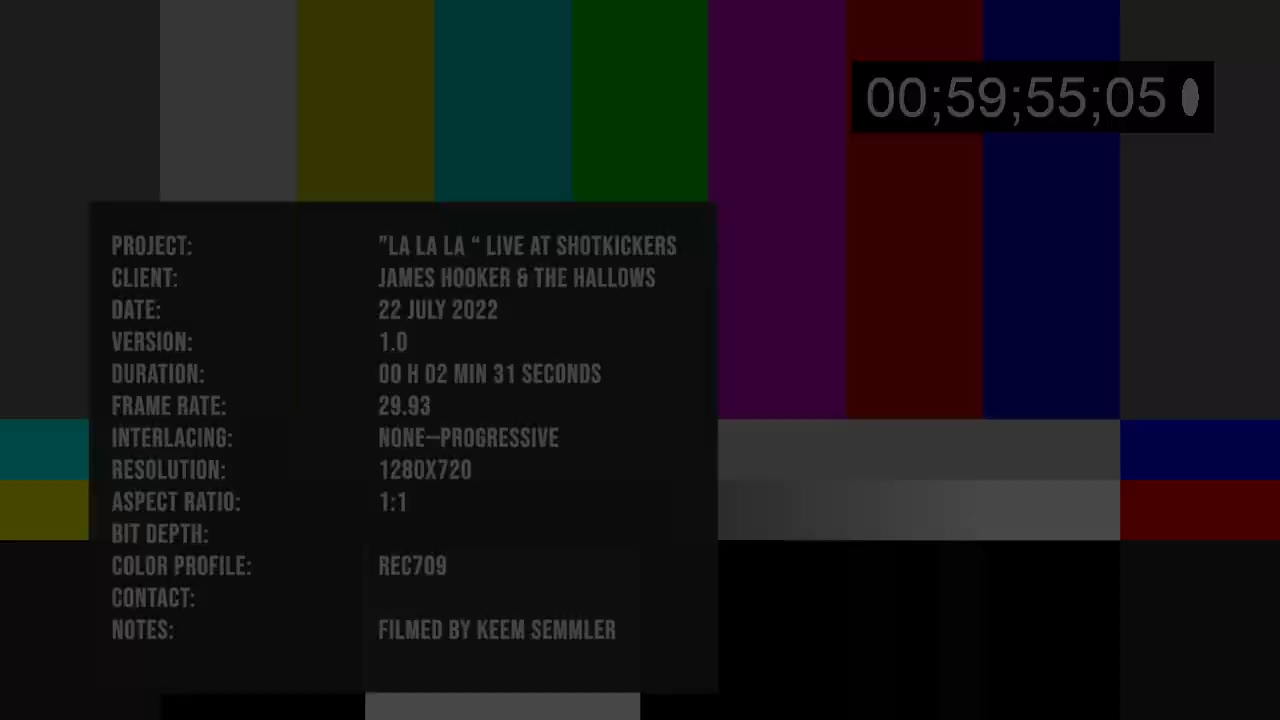 00;59;55;05
PROJECT: "LA LA LA “ LIVE AT SHOTKICKERS
CLIENT: JAMES HOOKER & THE HALLOWS
DATE: 22 JULY 2022
VERSION: 1.0
DURATION: 00 H 02 MIN 31 SECONDS
FRAME RATE: 29.93
INTERLACING: NONE—PROGRESSIVE
RESOLUTION: 1280X720
ASPECT RATIO: 1:1
BIT DEPTH:
COLOR PROFILE: REC709
CONTACT:
NOTES: FILMED BY KEEM SEMMLER